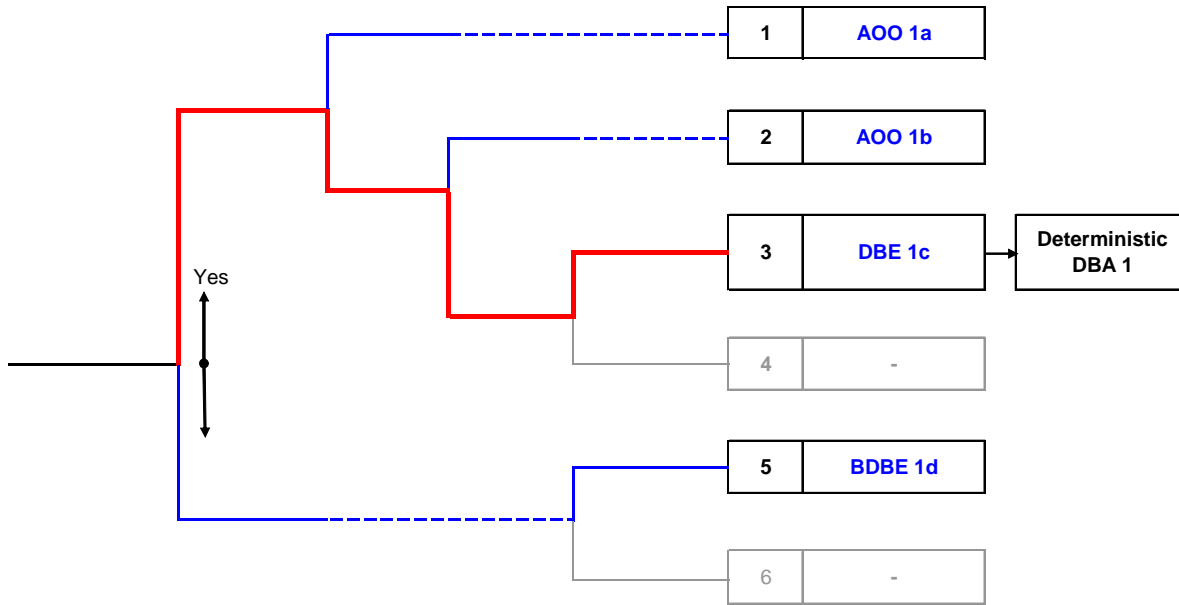 1 AOO 1a
2 AOO 1b
Yes
3 DBE 1c
Deterministic
DBA 1
4 -
5 BDBE 1d
6 -